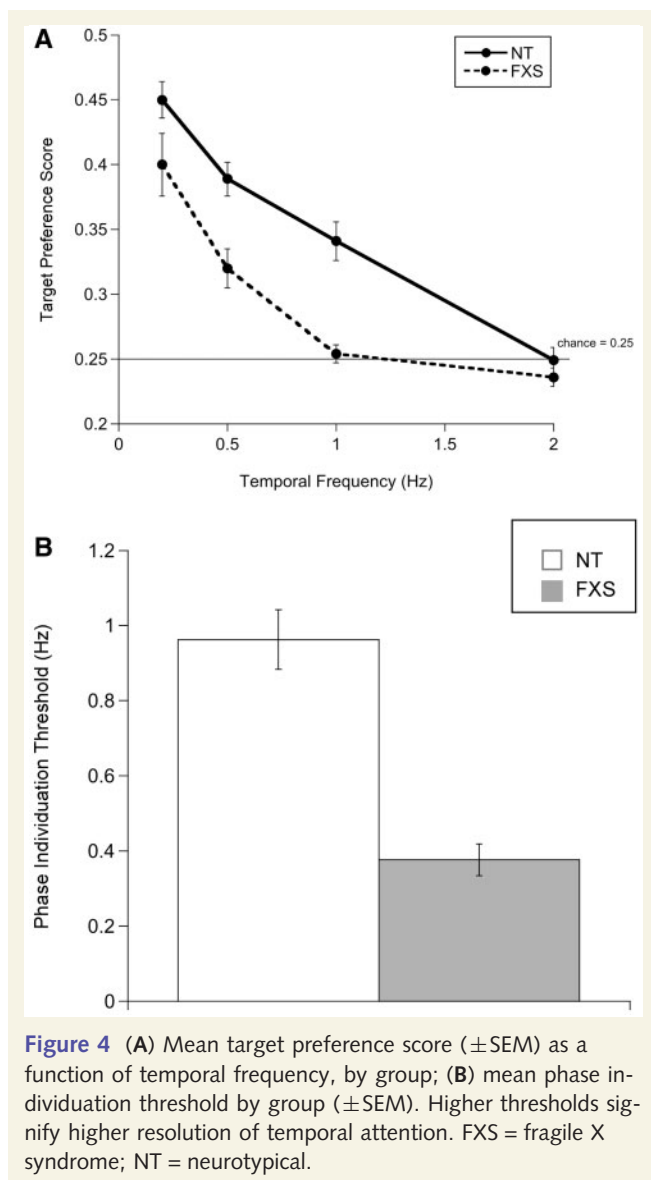 A
0.5
0.45
0.4
0.35
0.3
0.25
0.2
Target Preference Score
NT
FXS
chance = 0.25
0
0.5
1
1.5
2
Temporal Frequency (Hz)
B
1.2
1
0.8
0.6
0.4
0.2
0
Phase Individuation Threshold (Hz)
NT
FXS
Figure 4 (A) Mean target preference score (±SEM) as a
function of temporal frequency, by group; (B) mean phase in-
dividuation threshold by group (±SEM). Higher thresholds sig-
nify higher resolution of temporal attention. FXS = fragile X
syndrome; NT = neurotypical.